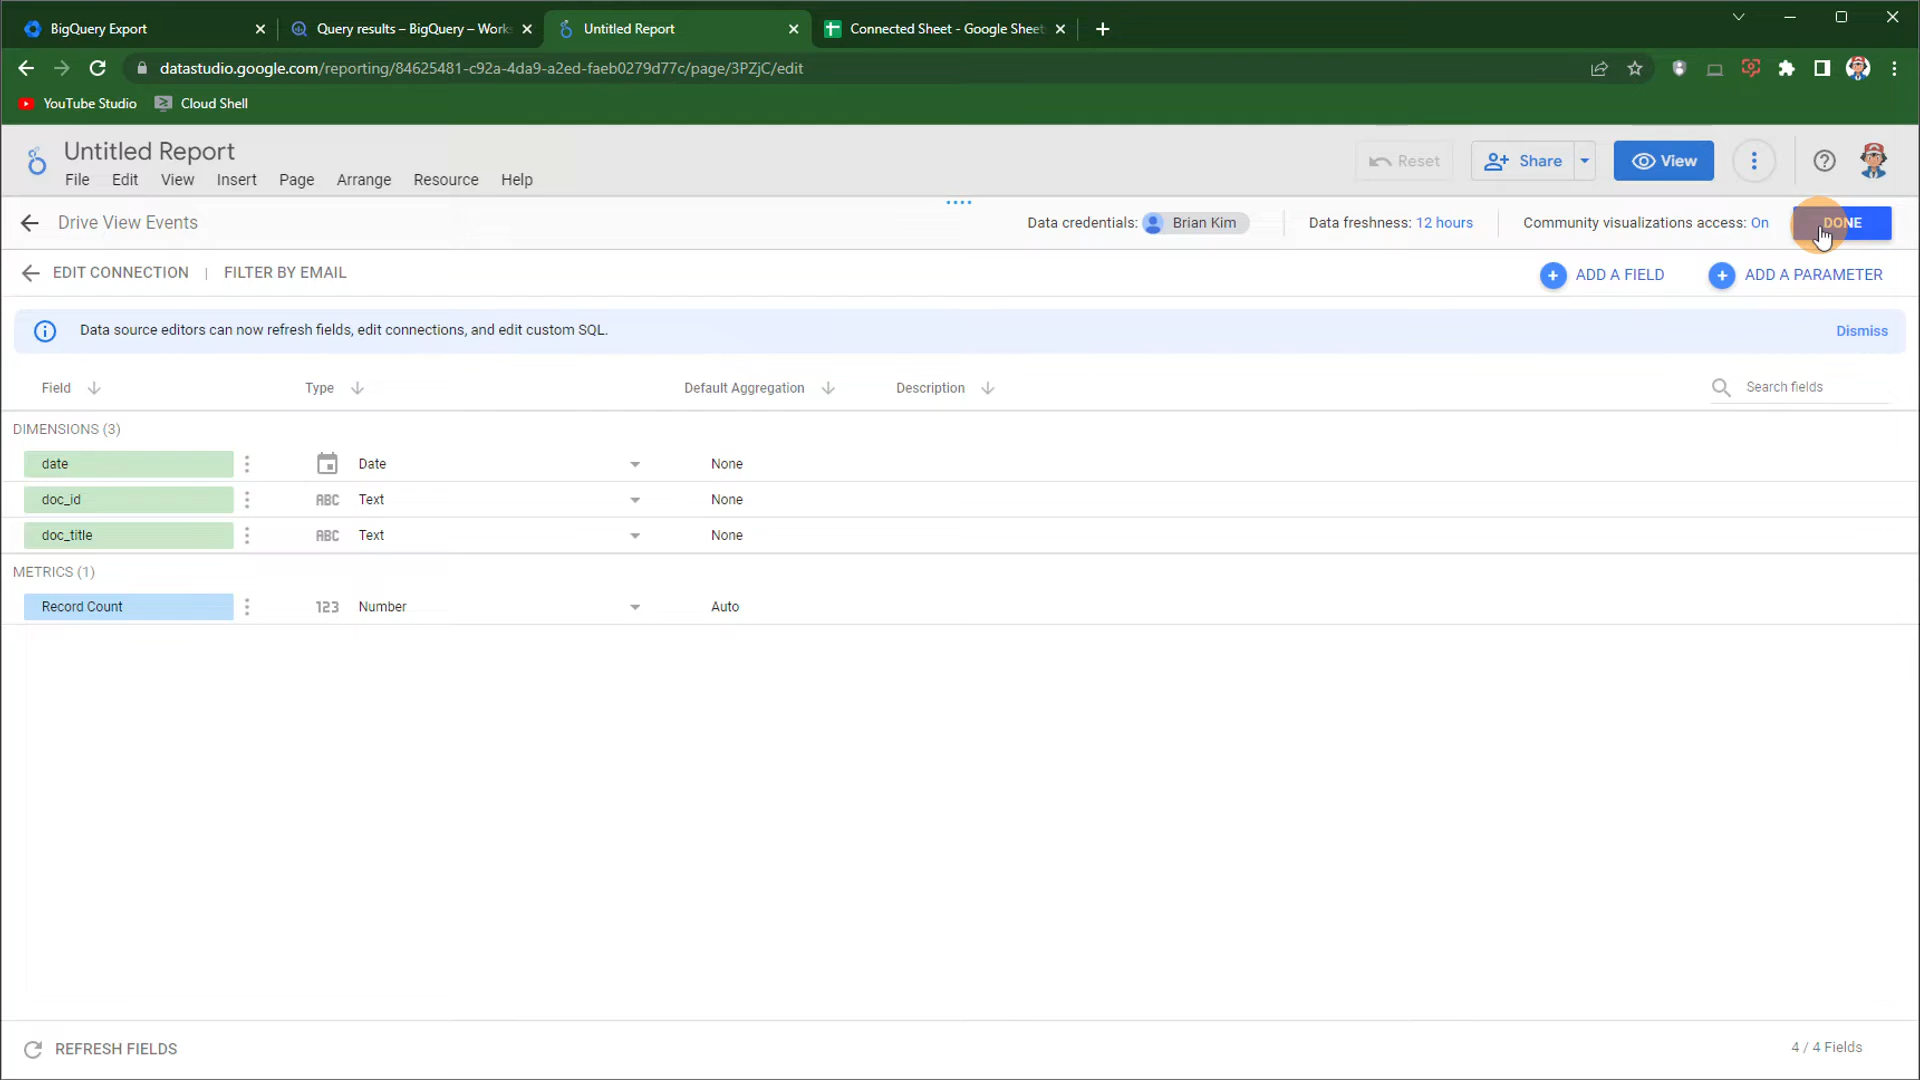 BigQuery Export
Query results – BigQuery – Work
Untitled Report
Connected Sheet - Google Sheet
datastudio.google.com/reporting/84625481-c92a-4da9-a2ed-faeb0279d77c/page/3PZjC/edit
YouTube Studio
Cloud Shell
Untitled Report
File Edit View Insert Page Arrange Resource Help
Reset
Share
View
Drive View Events
Data credentials: Brian Kim
Data freshness: 12 hours
Community visualizations access: On
DONE
EDIT CONNECTION | FILTER BY EMAIL
ADD A FIELD
ADD A PARAMETER
Data source editors can now refresh fields, edit connections, and edit custom SQL.
Dismiss
Field Type Default Aggregation Description Search fields
DIMENSIONS (3)
date Date None
doc_id ABC Text None
doc_title ABC Text None
METRICS (1)
Record Count 123 Number Auto
REFRESH FIELDS
4 / 4 Fields